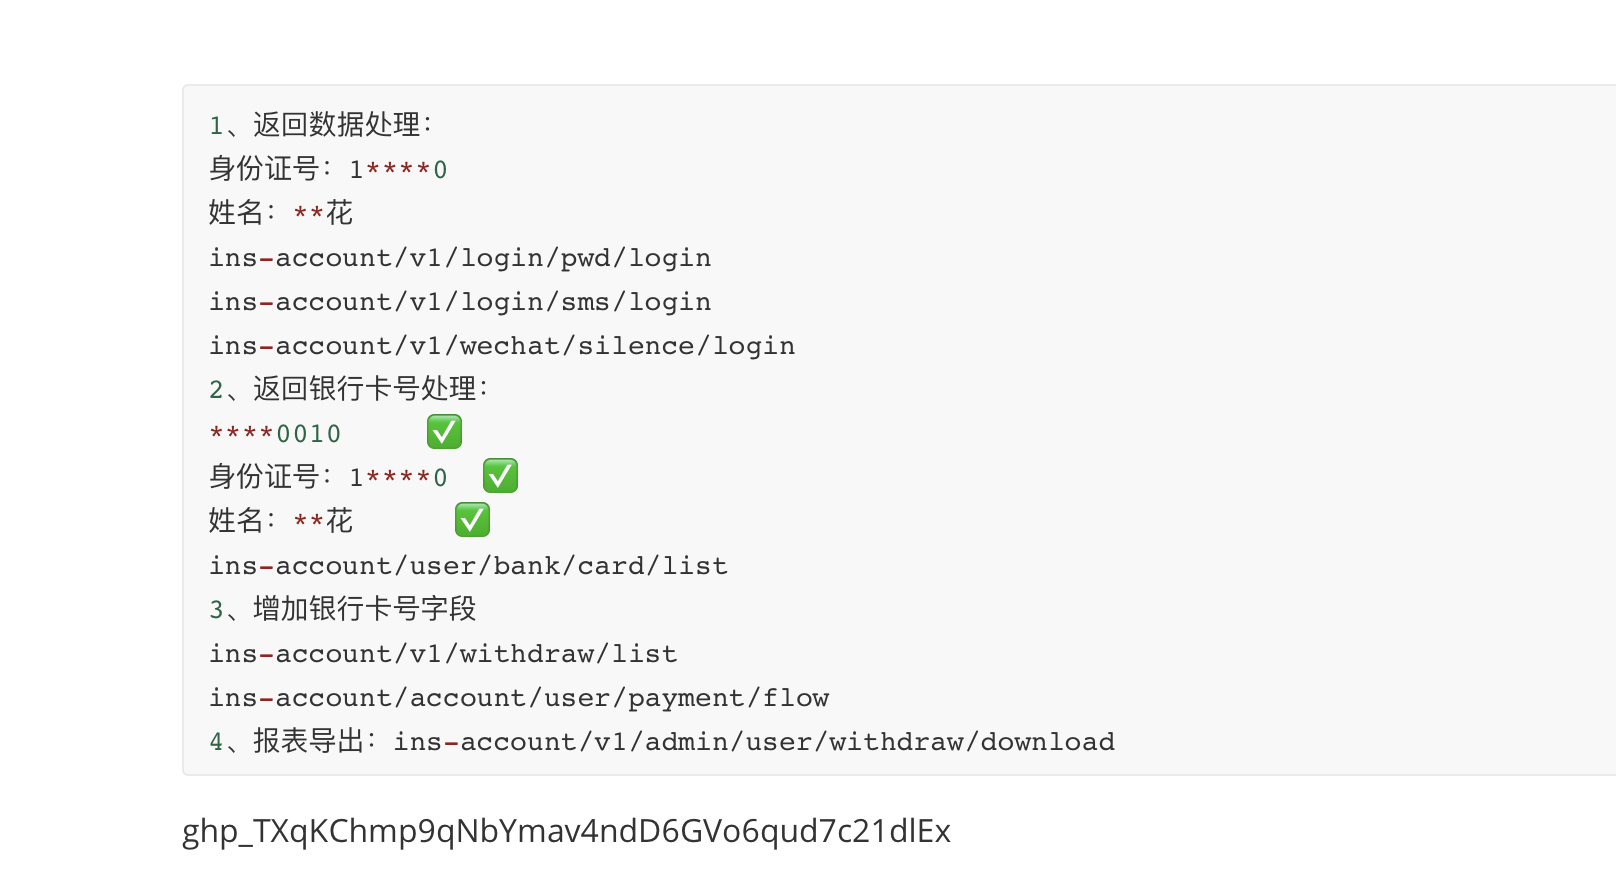 1、返回数据处理：
身份证号：1****0
姓名：**花
ins-account/v1/login/pwd/login
ins-account/v1/login/sms/login
ins-account/v1/wechat/silence/login
2、返回银行卡号处理：
****0010 ✅
身份证号：1****0 ✅
姓名：**花 ✅
ins-account/user/bank/card/list
3、增加银行卡号字段
ins-account/v1/withdraw/list
ins-account/account/user/payment/flow
4、报表导出：ins-account/v1/admin/user/withdraw/download
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